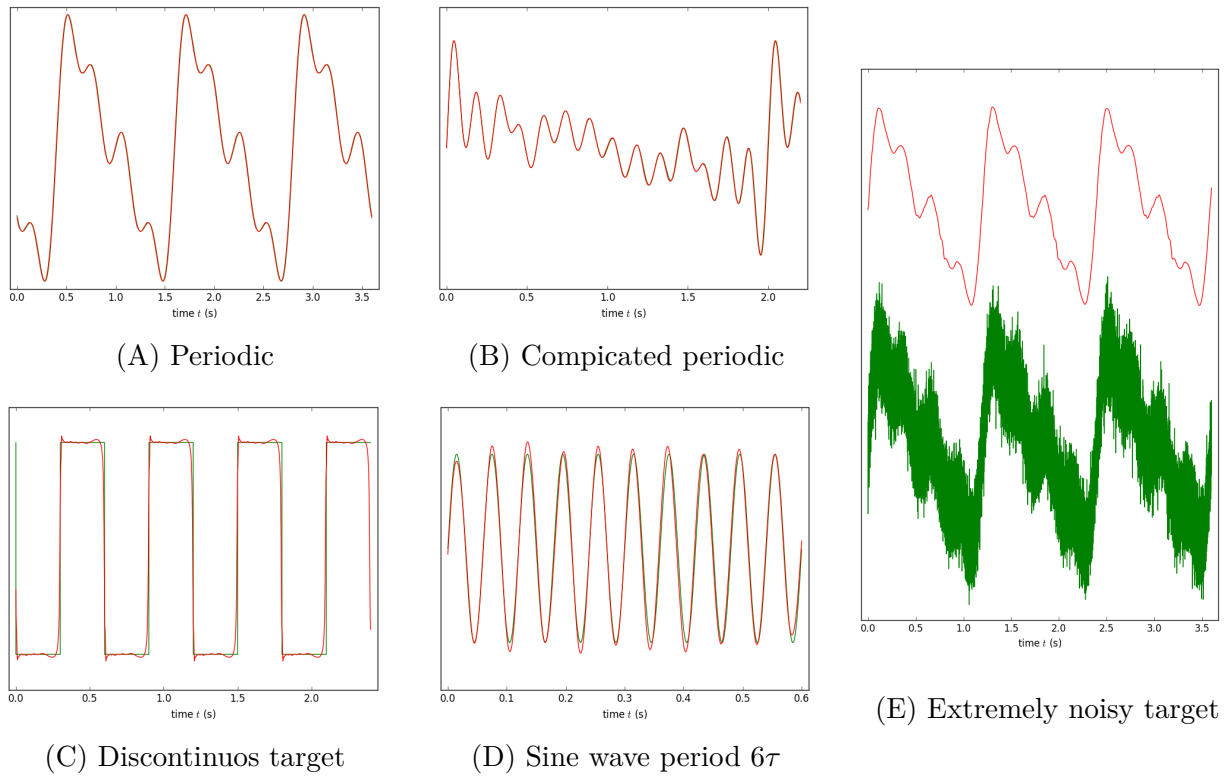 0.0 0.5 1.0 1.5 2.0 2.5 3.0 3.5
time t (s)
(A) Periodic
0.0 0.5 1.0 1.5 2.0
time t (s)
(B) Compicated periodic
0.0 0.5 1.0 1.5 2.0
time t (s)
(C) Discontinuos target
0.0 0.1 0.2 0.3 0.4 0.5 0.6
time t (s)
(D) Sine wave period 6τ
0.0 0.5 1.0 1.5 2.0 2.5 3.0 3.5
time t (s)
(E) Extremely noisy target